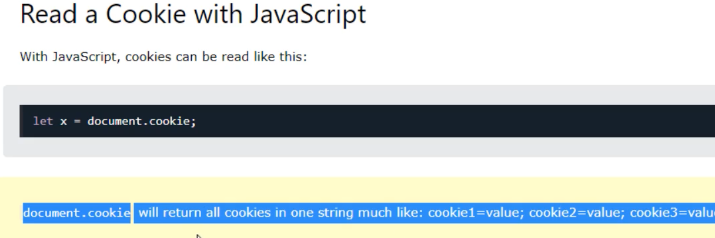 Read a Cookie with JavaScript
With JavaScript, cookies can be read like this:
let x = document.cookie;
document.cookie will return all cookies in one string much like: cookie1=value; cookie2=value; cookie3=valu